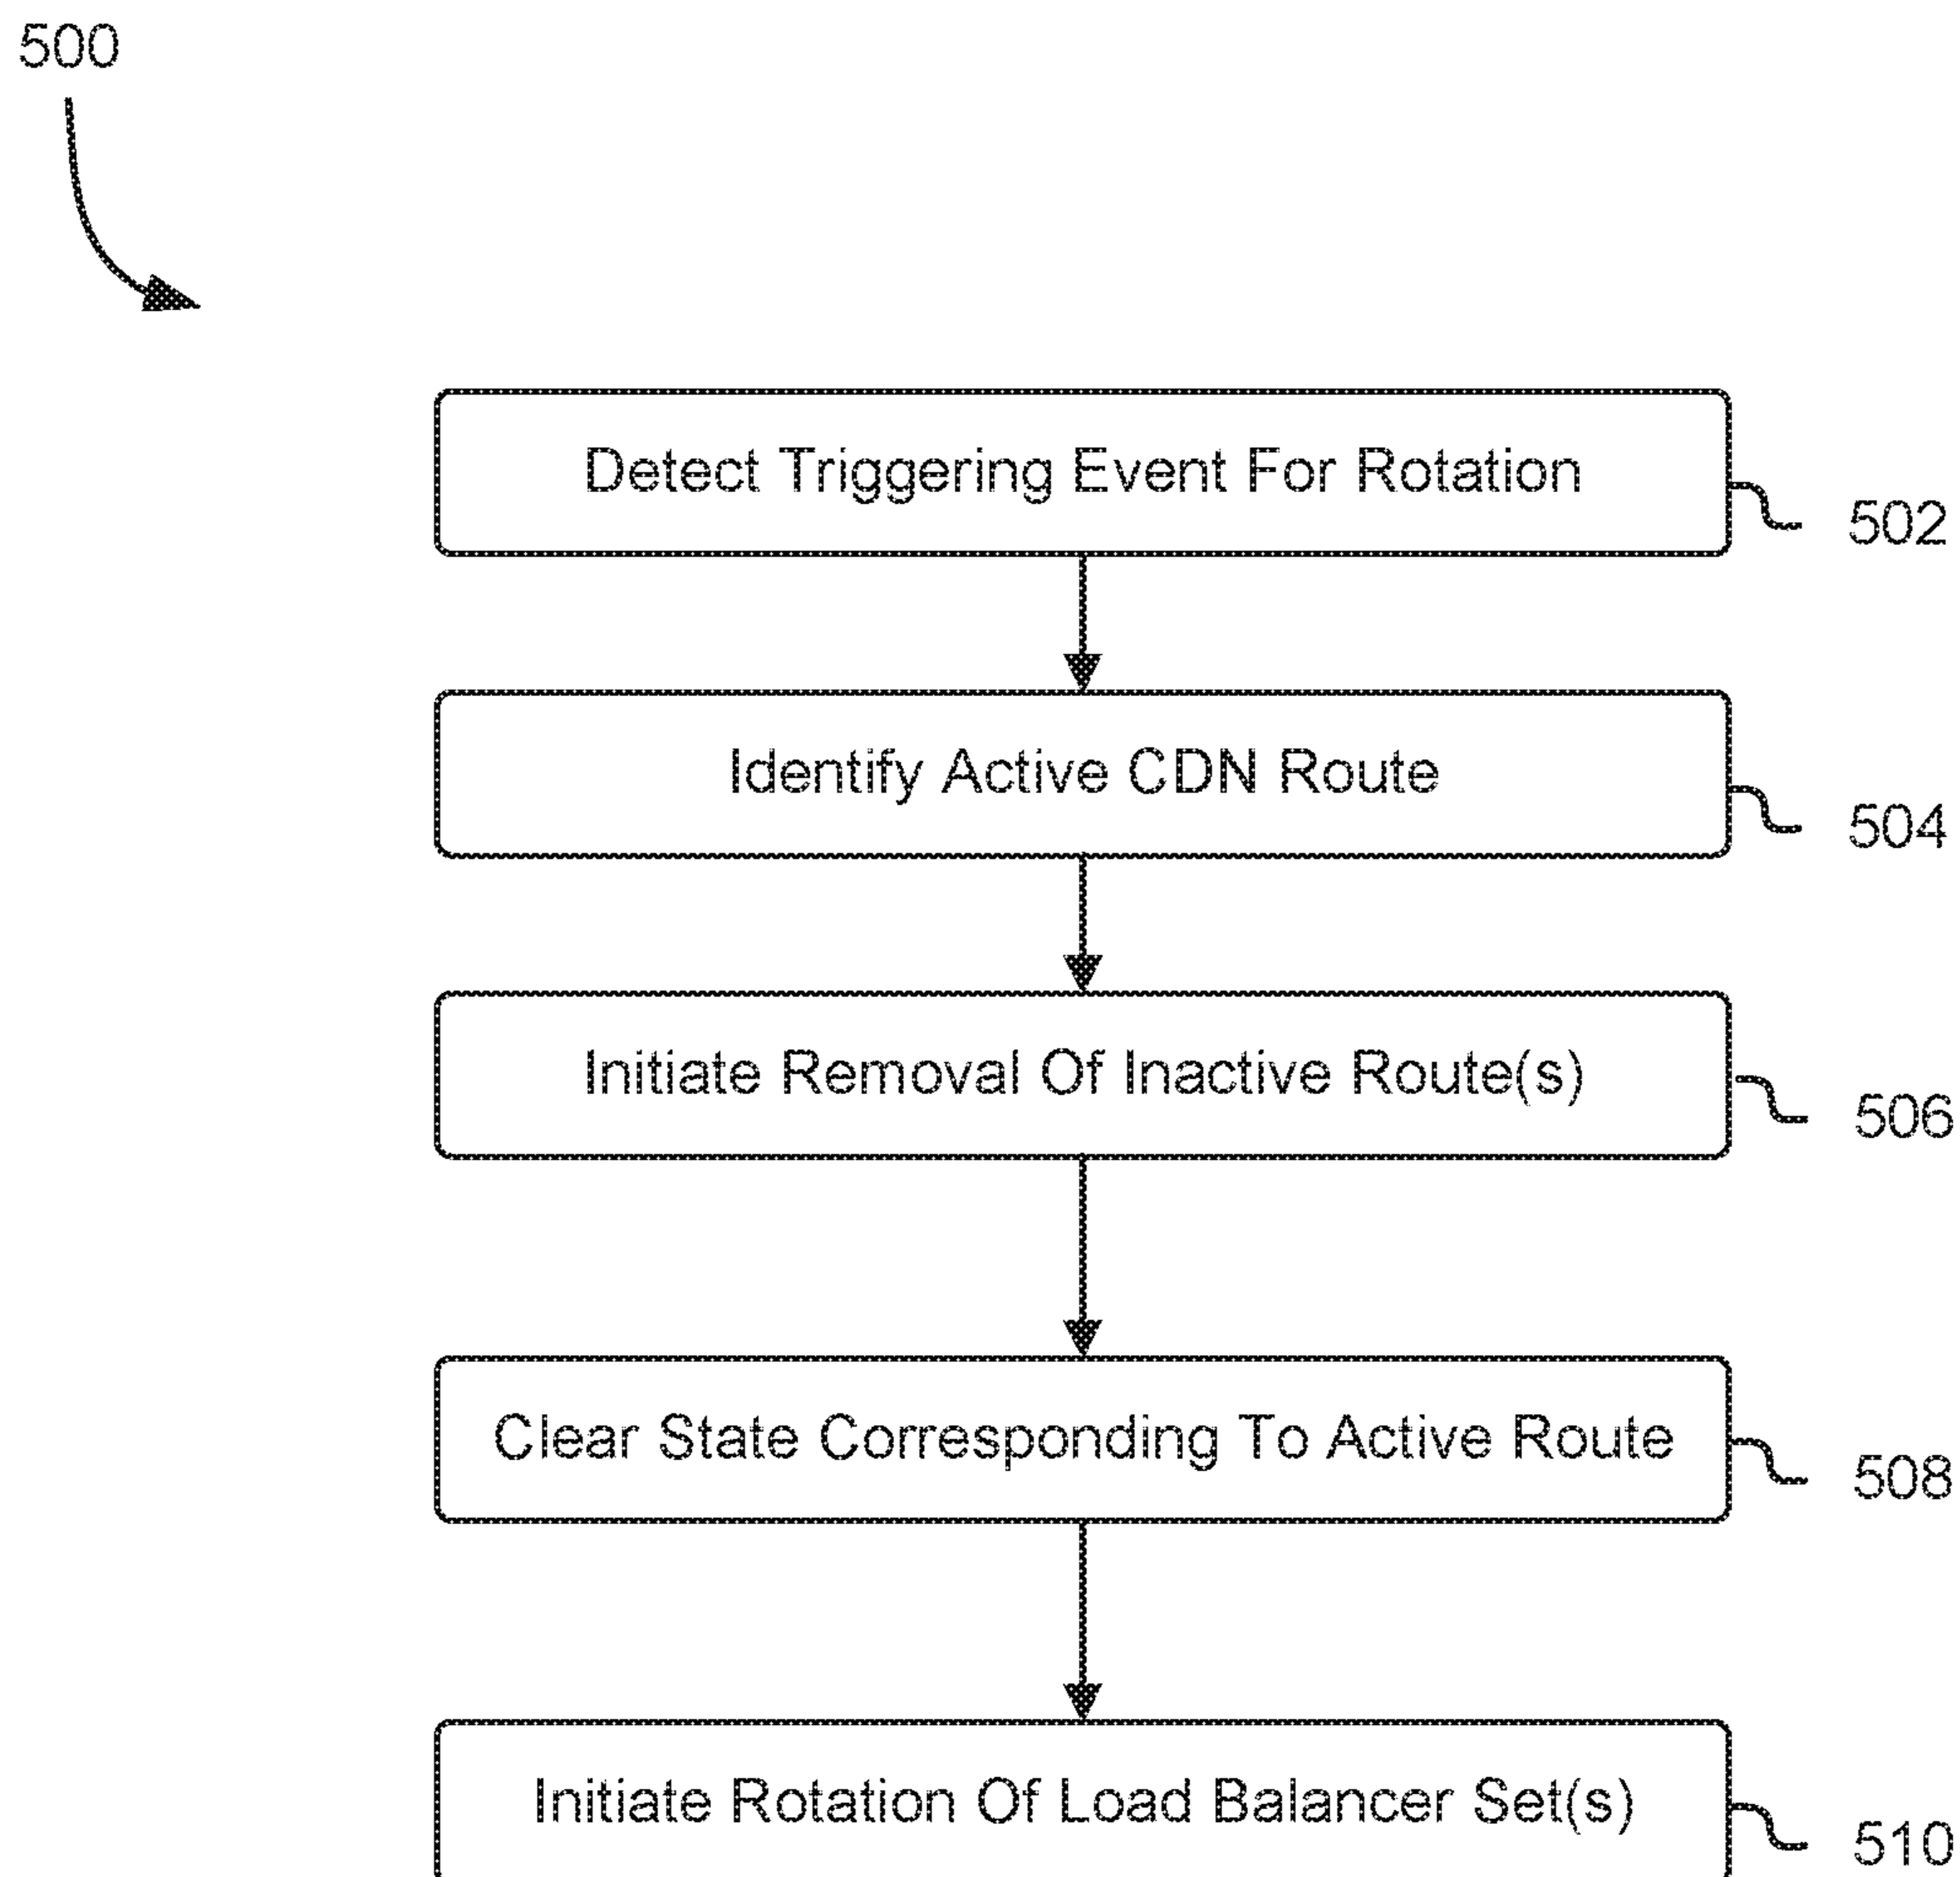 500
Detect Triggering Event For Rotation
502
Identify Active CDN Route
504
Initiate Removal Of Inactive Route(s)
506
Clear State Corresponding To Active Route
508
Initiate Rotation Of Load Balancer Set(s)
510